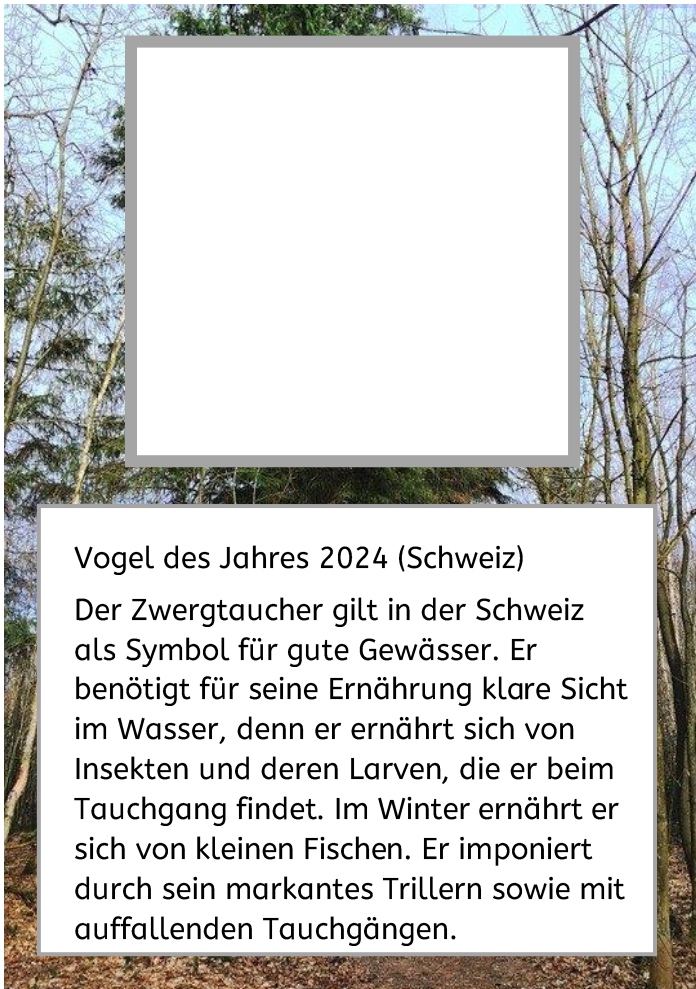 Vogel des Jahres 2024 (Schweiz)
Der Zwergtaucher gilt in der Schweiz
als Symbol für gute Gewässer. Er
benötigt für seine Ernährung klare Sicht
im Wasser, denn er ernährt sich von
Insekten und deren Larven, die er beim
Tauchgang findet. Im Winter ernährt er
sich von kleinen Fischen. Er imponiert
durch sein markantes Trillern sowie mit
auffallenden Tauchgängen.